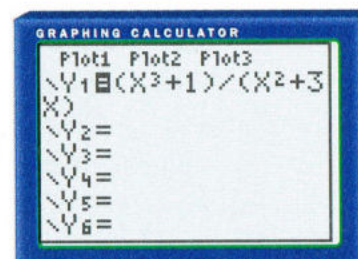 GRAPHING CALCULATOR
Plot1 Plot2 Plot3
\Y₁=(X³+1)/(X²+3
X)
\Y₂=
\Y₃=
\Y₄=
\Y₅=
\Y₆=